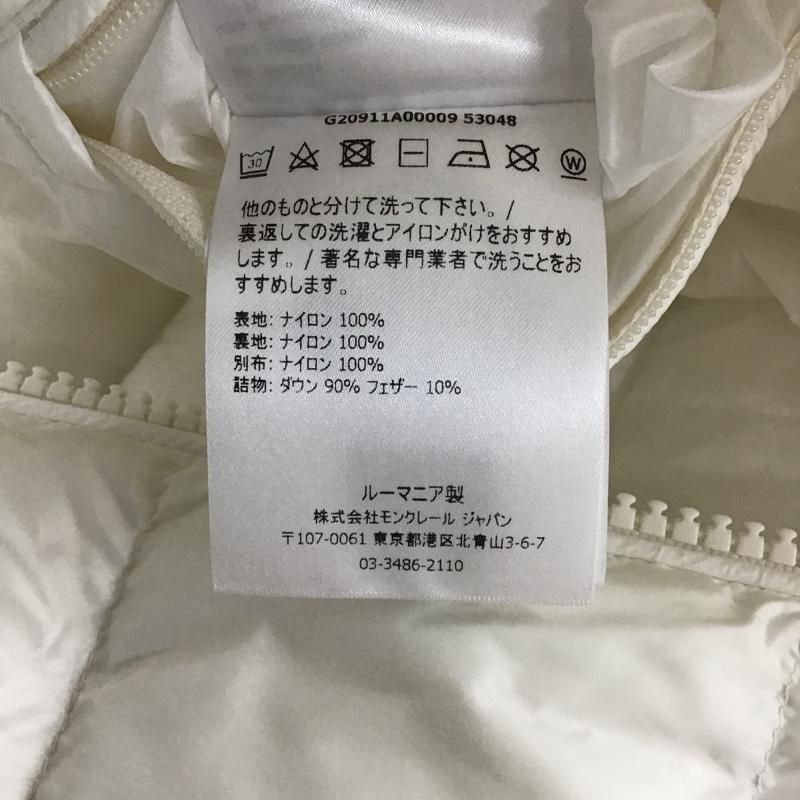 G20911A00009 53048
30
W
他のものと分けて洗って下さい。/
裏返しての洗濯とアイロンがけをおすすめ
します。/ 著名な専門業者で洗うことをお
すすめします。
表地: ナイロン 100%
裏地: ナイロン 100%
別布: ナイロン 100%
詰物: ダウン 90% フェザー 10%
ルーマニア製
株式会社モンクレール ジャパン
〒107-0061 東京都港区北青山3-6-7
03-3486-2110